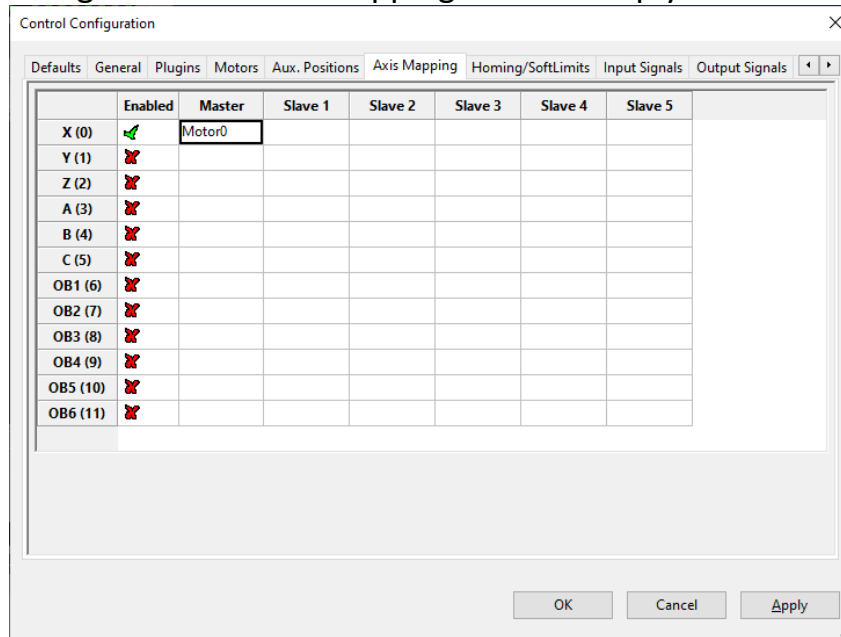 Control Configuration
Defaults General Plugins Motors Aux. Positions Axis Mapping Homing/SoftLimits Input Signals Output Signals
Enabled Master Slave 1 Slave 2 Slave 3 Slave 4 Slave 5
X (0) Motor0
Y (1)
Z (2)
A (3)
B (4)
C (5)
OB1 (6)
OB2 (7)
OB3 (8)
OB4 (9)
OB5 (10)
OB6 (11)
OK Cancel Apply